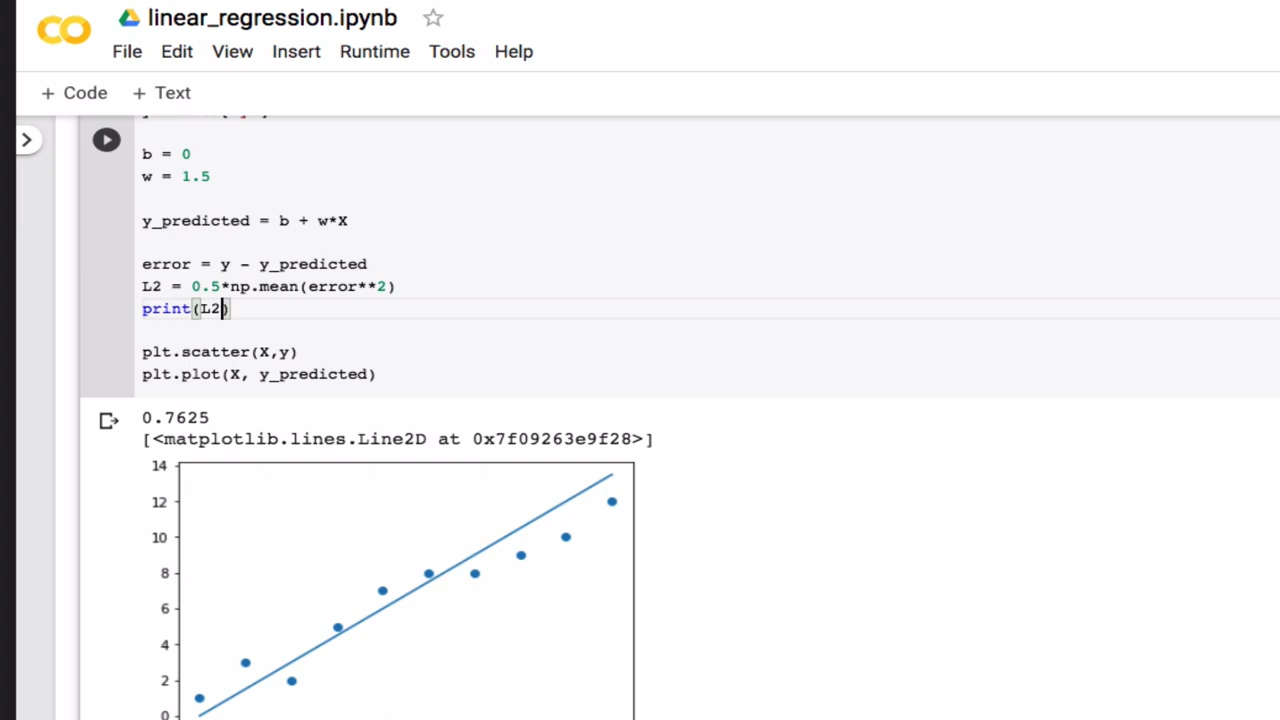 linear_regression.ipynb
File Edit View Insert Runtime Tools Help
+ Code + Text
b = 0
w = 1.5
y_predicted = b + w*X
error = y - y_predicted
L2 = 0.5*np.mean(error**2)
print(L2)
plt.scatter(X,y)
plt.plot(X, y_predicted)
0.7625
[<matplotlib.lines.Line2D at 0x7f09263e9f28>]
14
12
10
8
6
4
2
0